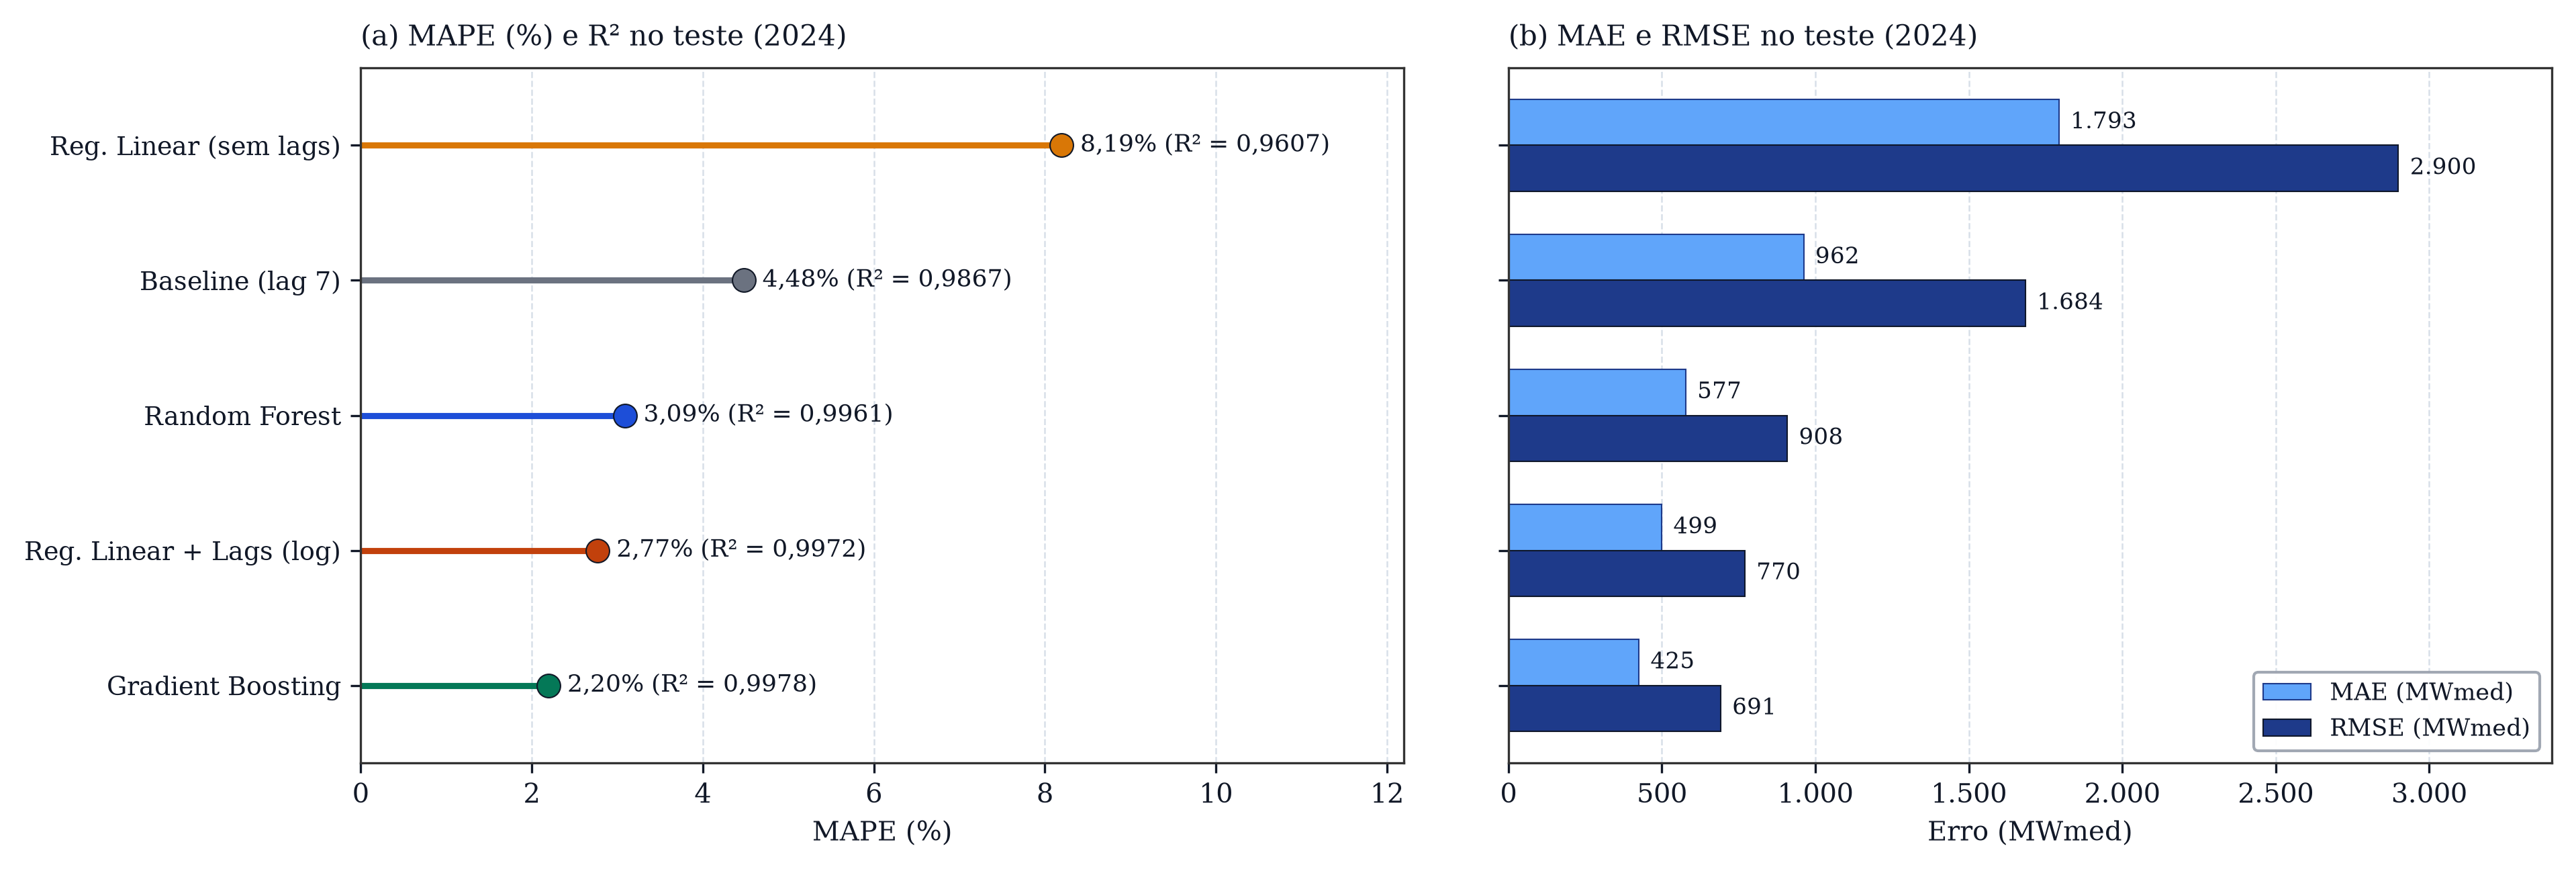 (a) MAPE (%) e R² no teste (2024)
Reg. Linear (sem lags)
8,19% (R² = 0,9607)
Baseline (lag 7)
4,48% (R² = 0,9867)
Random Forest
3,09% (R² = 0,9961)
Reg. Linear + Lags (log)
2,77% (R² = 0,9972)
Gradient Boosting
2,20% (R² = 0,9978)
0 2 4 6 8 10 12
MAPE (%)
(b) MAE e RMSE no teste (2024)
1.793
2.900
962
1.684
577
908
499
770
425
691
MAE (MWmed)
RMSE (MWmed)
0 500 1.000 1.500 2.000 2.500 3.000
Erro (MWmed)